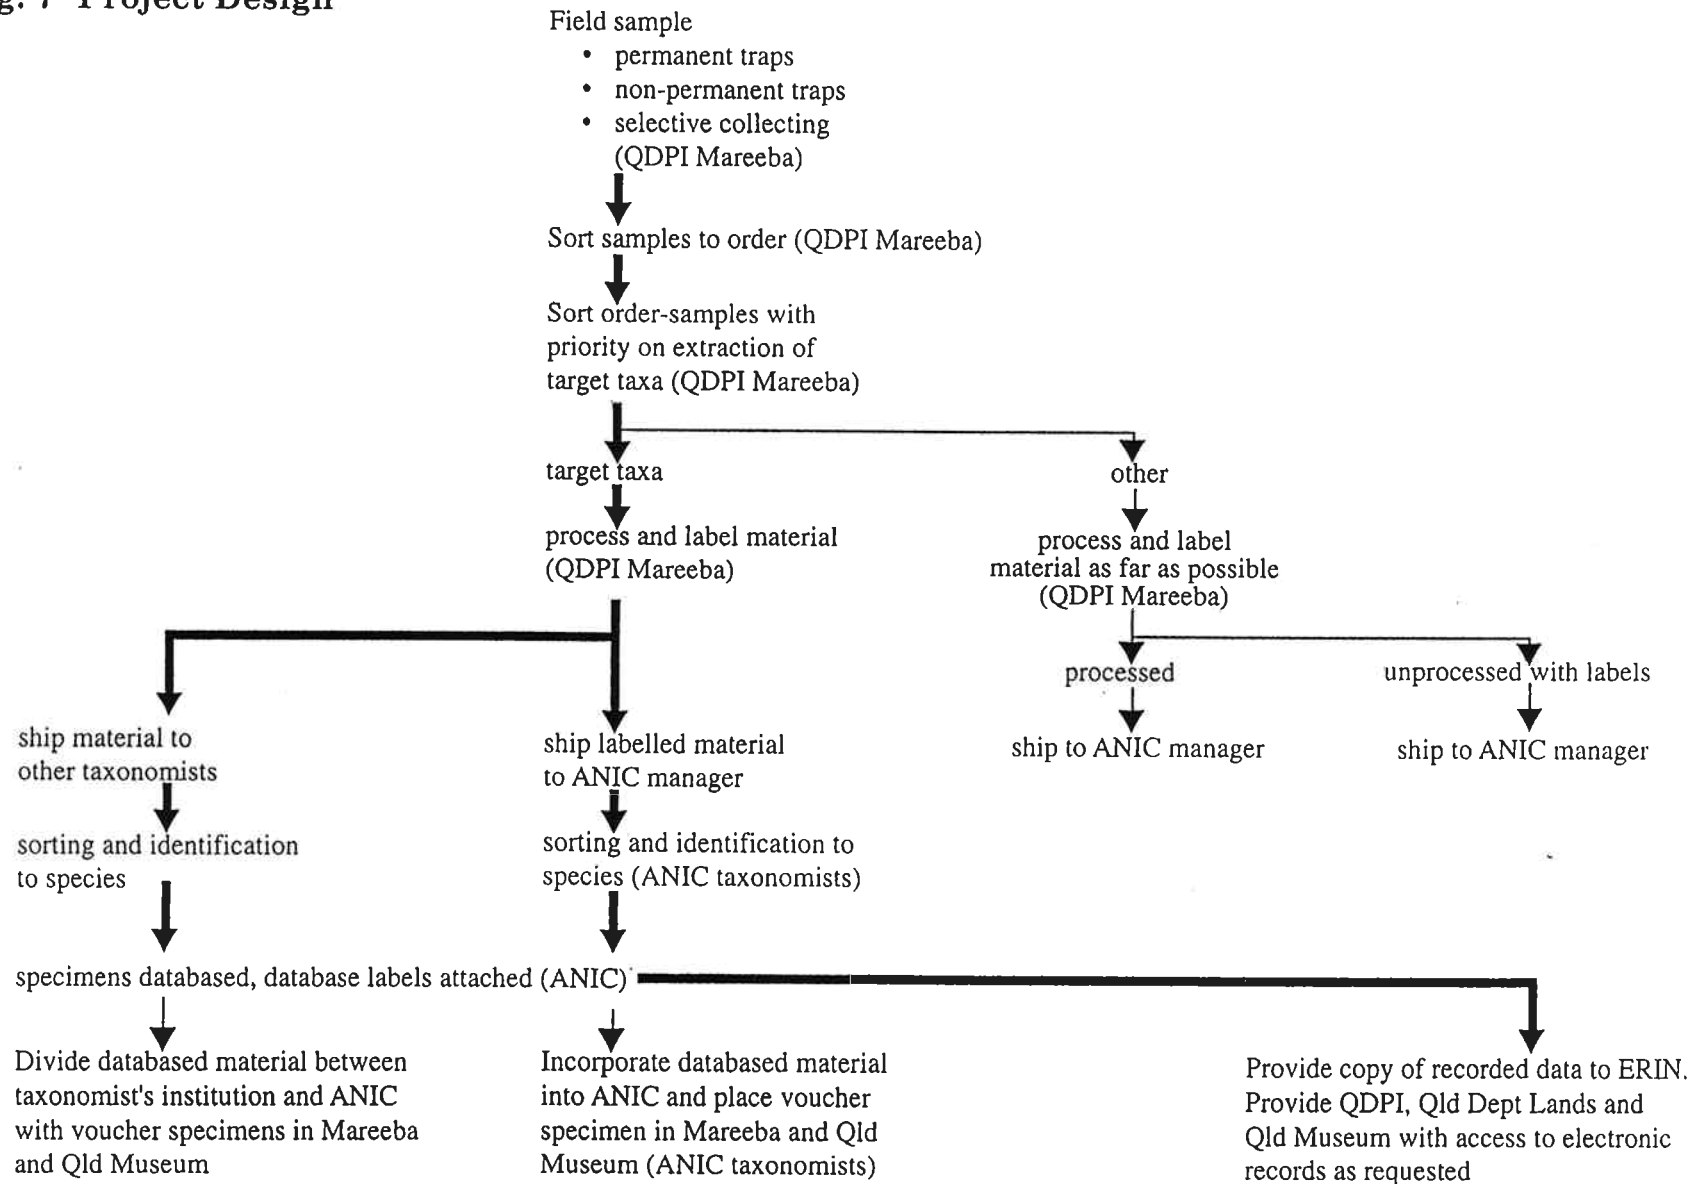 g. 7 Project Design
Field sample
• permanent traps
• non-permanent traps
• selective collecting
(QDPI Mareeba)
Sort samples to order (QDPI Mareeba)
Sort order-samples with
priority on extraction of
target taxa (QDPI Mareeba)
target taxa
other
process and label material
(QDPI Mareeba)
process and label
material as far as possible
(QDPI Mareeba)
processed
unprocessed with labels
ship material to
other taxonomists
ship labelled material
to ANIC manager
ship to ANIC manager
ship to ANIC manager
sorting and identification
to species
sorting and identification to
species (ANIC taxonomists)
specimens databased, database labels attached (ANIC)
Divide databased material between
taxonomist's institution and ANIC
with voucher specimens in Mareeba
and Qld Museum
Incorporate databased material
into ANIC and place voucher
specimen in Mareeba and Qld
Museum (ANIC taxonomists)
Provide copy of recorded data to ERIN.
Provide QDPI, Qld Dept Lands and
Qld Museum with access to electronic
records as requested